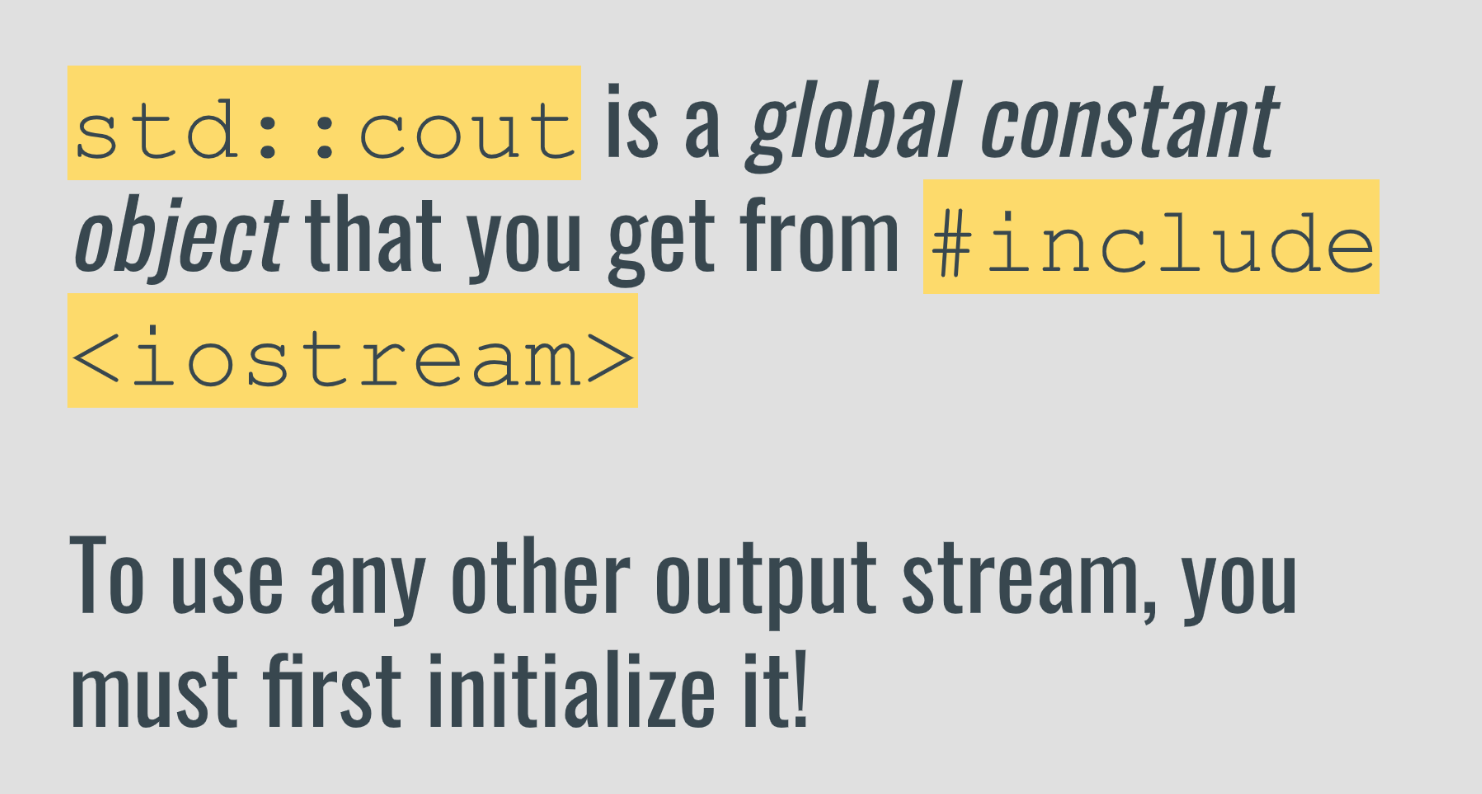 std::cout is a global constant
object that you get from #include
<iostream>
To use any other output stream, you
must first initialize it!